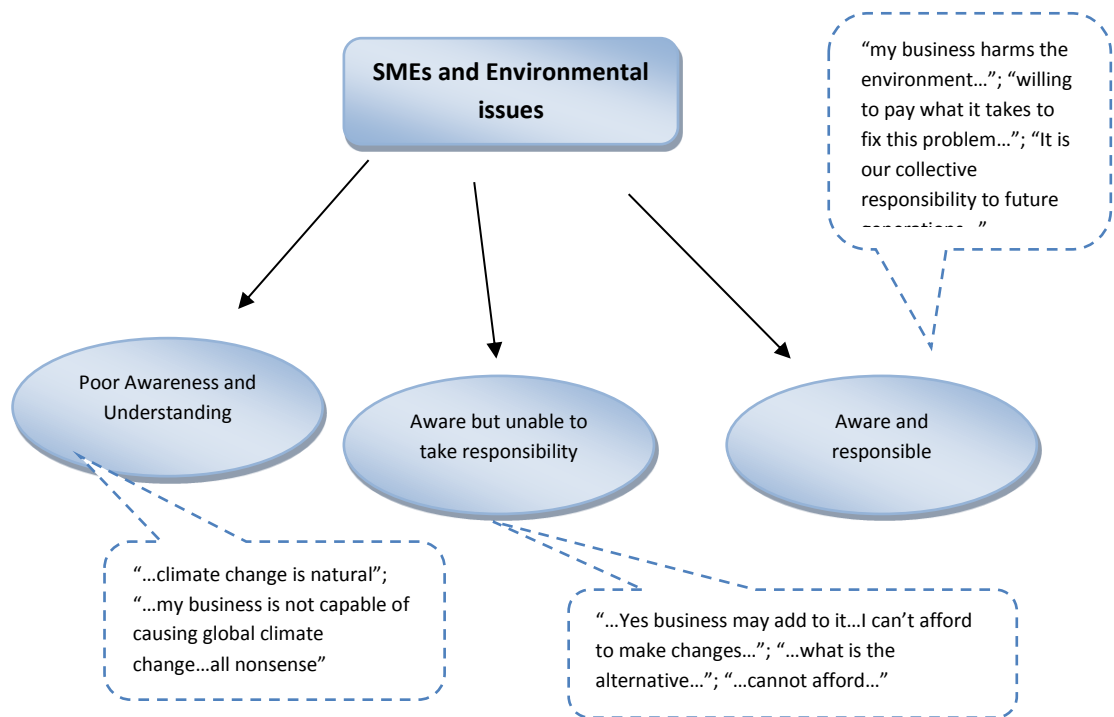 SMEs and Environmental
issues
“my business harms the
environment…”; “willing
to pay what it takes to
fix this problem…”; “It is
our collective
responsibility to future
generations…”
Poor Awareness and
Understanding
Aware but unable to
take responsibility
Aware and
responsible
“…climate change is natural”;
“…my business is not capable of
causing global climate
change…all nonsense”
“…Yes business may add to it…I can’t afford
to make changes…”; “…what is the
alternative…”; “…cannot afford…”